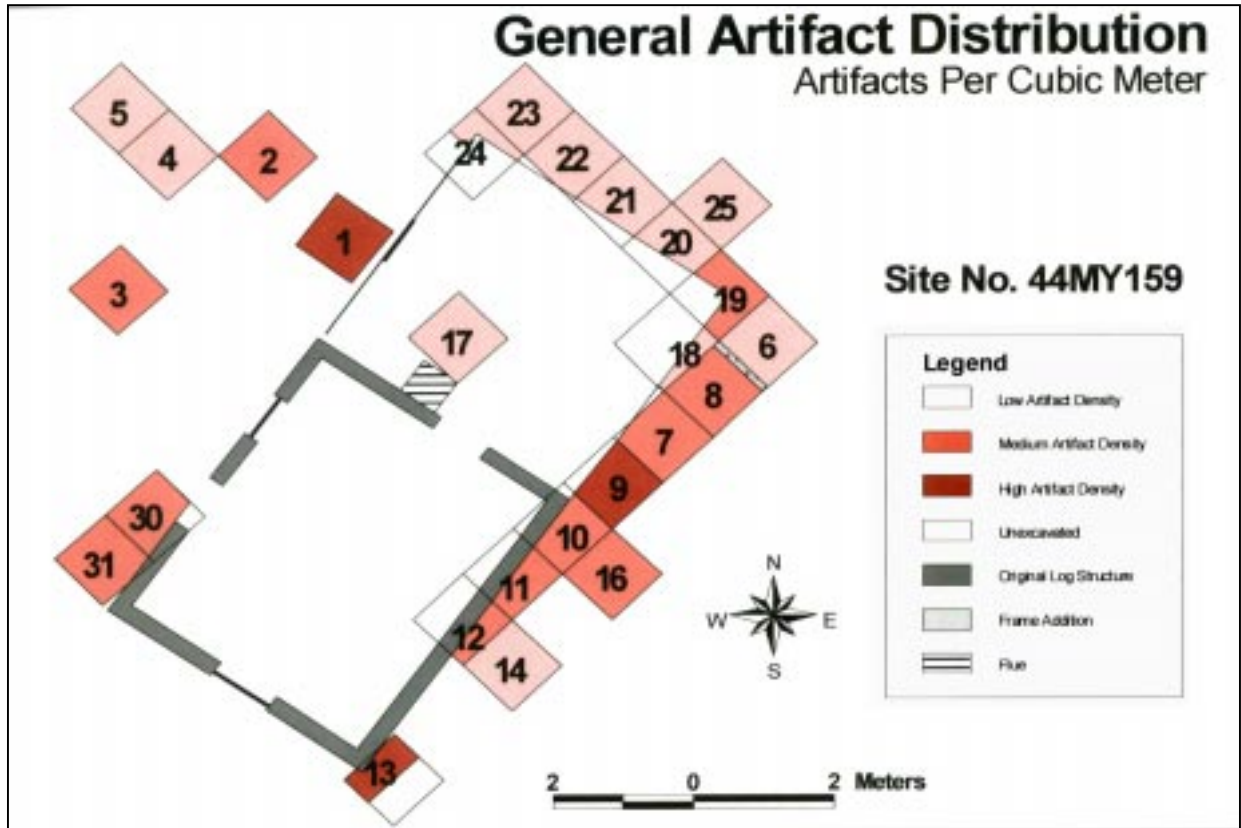 General Artifact Distribution
Artifacts Per Cubic Meter
5
4
2
23
24
22
21
25
20
1
3
19
17
18
6
8
7
9
10
16
30
31
11
12
14
13
Site No. 44MY159
Legend
Low Artifact Density
Medium Artifact Density
High Artifact Density
Unexcavated
Original Log Structure
Frame Addition
Flue
N
W E
S
2 0 2 Meters